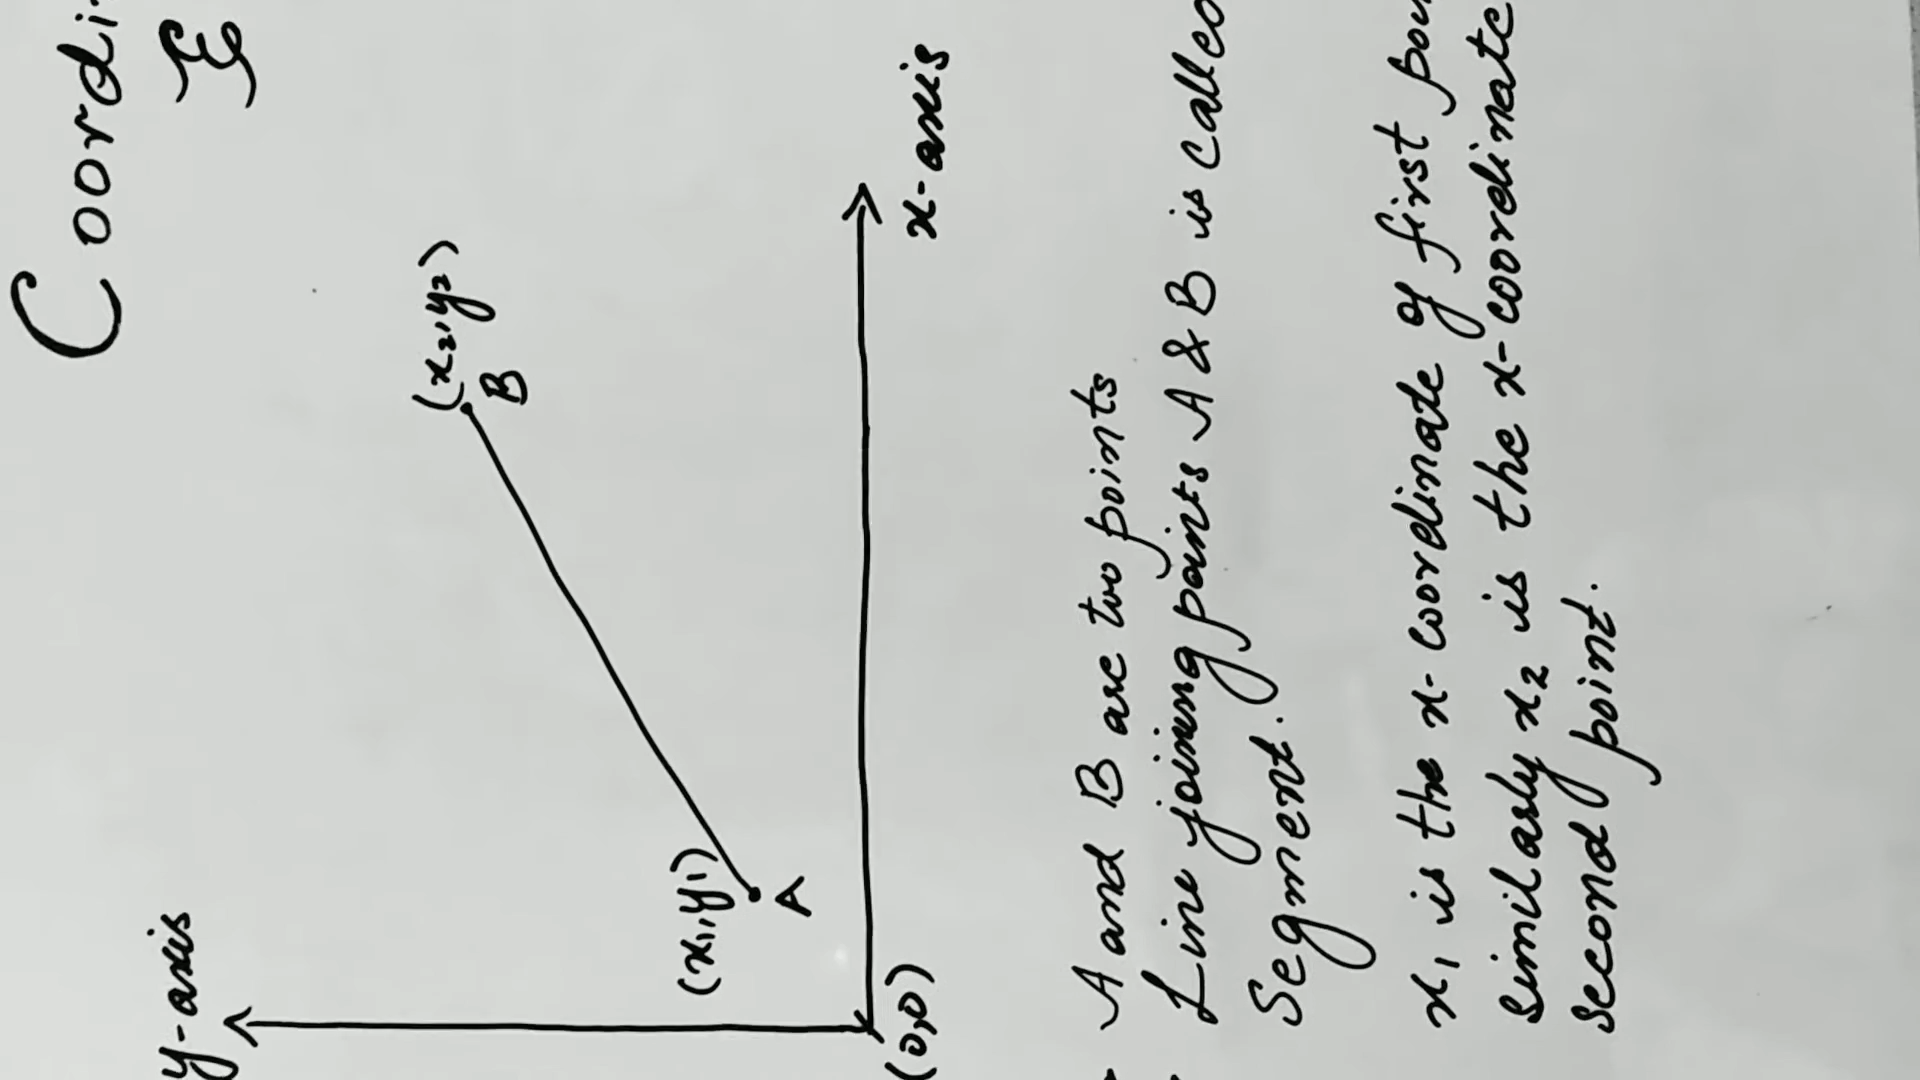 Coordi
y-axis
(x2,y2)
B
(x1,y1)
A
(0,0)
x-axis
A and B are two points
Line joining points A & B is called
Segment.
x1 is the x-coordinate of first
similarly x2 is the x-coordinate
second point.